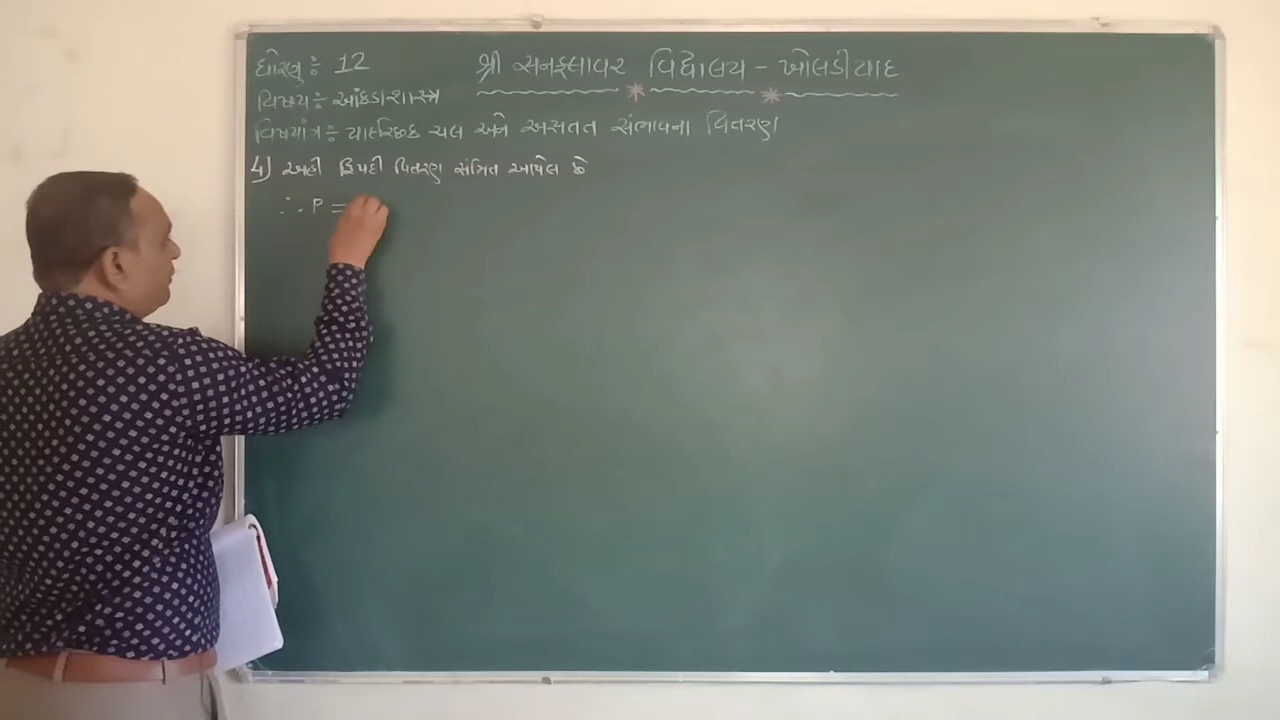 ધોરણ ઃ 12
શ્રી સનફ્લાવર વિદ્યાલય - ખોલડીયાદ
વિષય ઃ આંકડાશાસ્ત્ર
વિષયાંગ ઃ યાદચ્છિક ચલ અને અસતત સંભાવના વિતરણ
4) અહીં દ્વિપદી વિતરણ સંમિત આપેલ છે
∴ P =